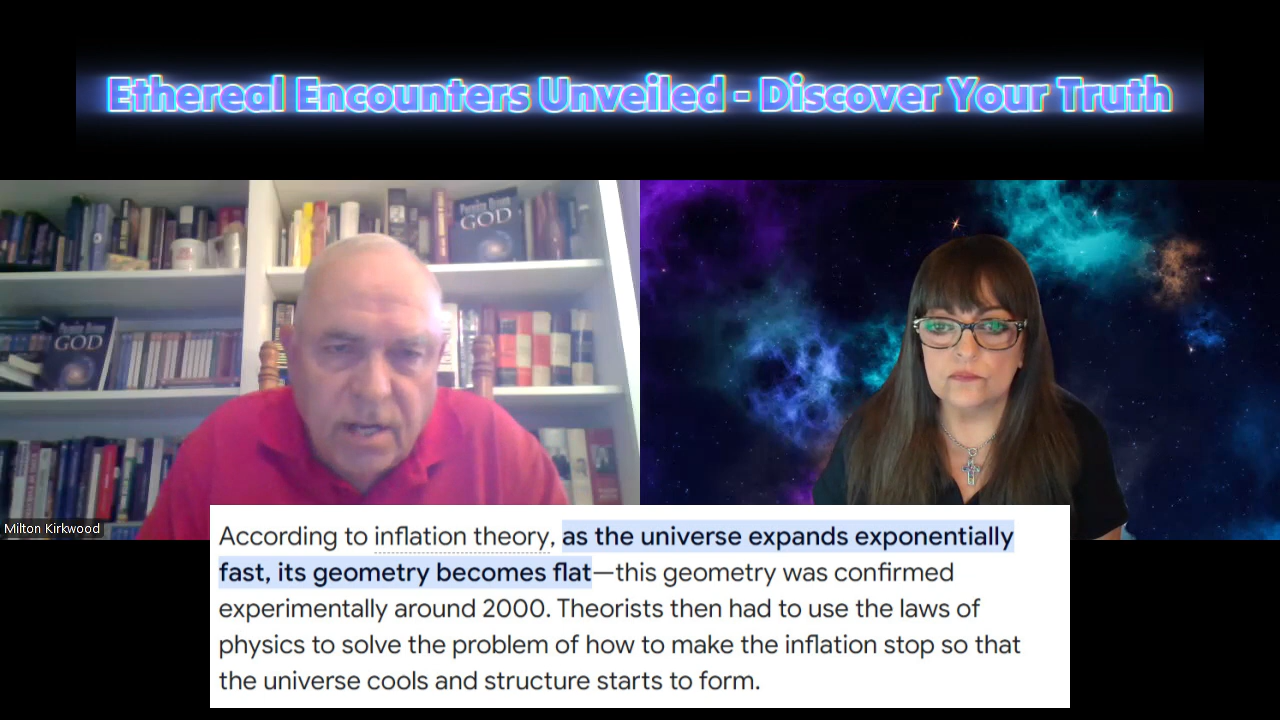 Ethereal Encounters Unveiled - Discover Your Truth
GOD
GOD
Milton Kirkwood
According to inflation theory, as the universe expands exponentially
fast, its geometry becomes flat—this geometry was confirmed
experimentally around 2000. Theorists then had to use the laws of
physics to solve the problem of how to make the inflation stop so that
the universe cools and structure starts to form.